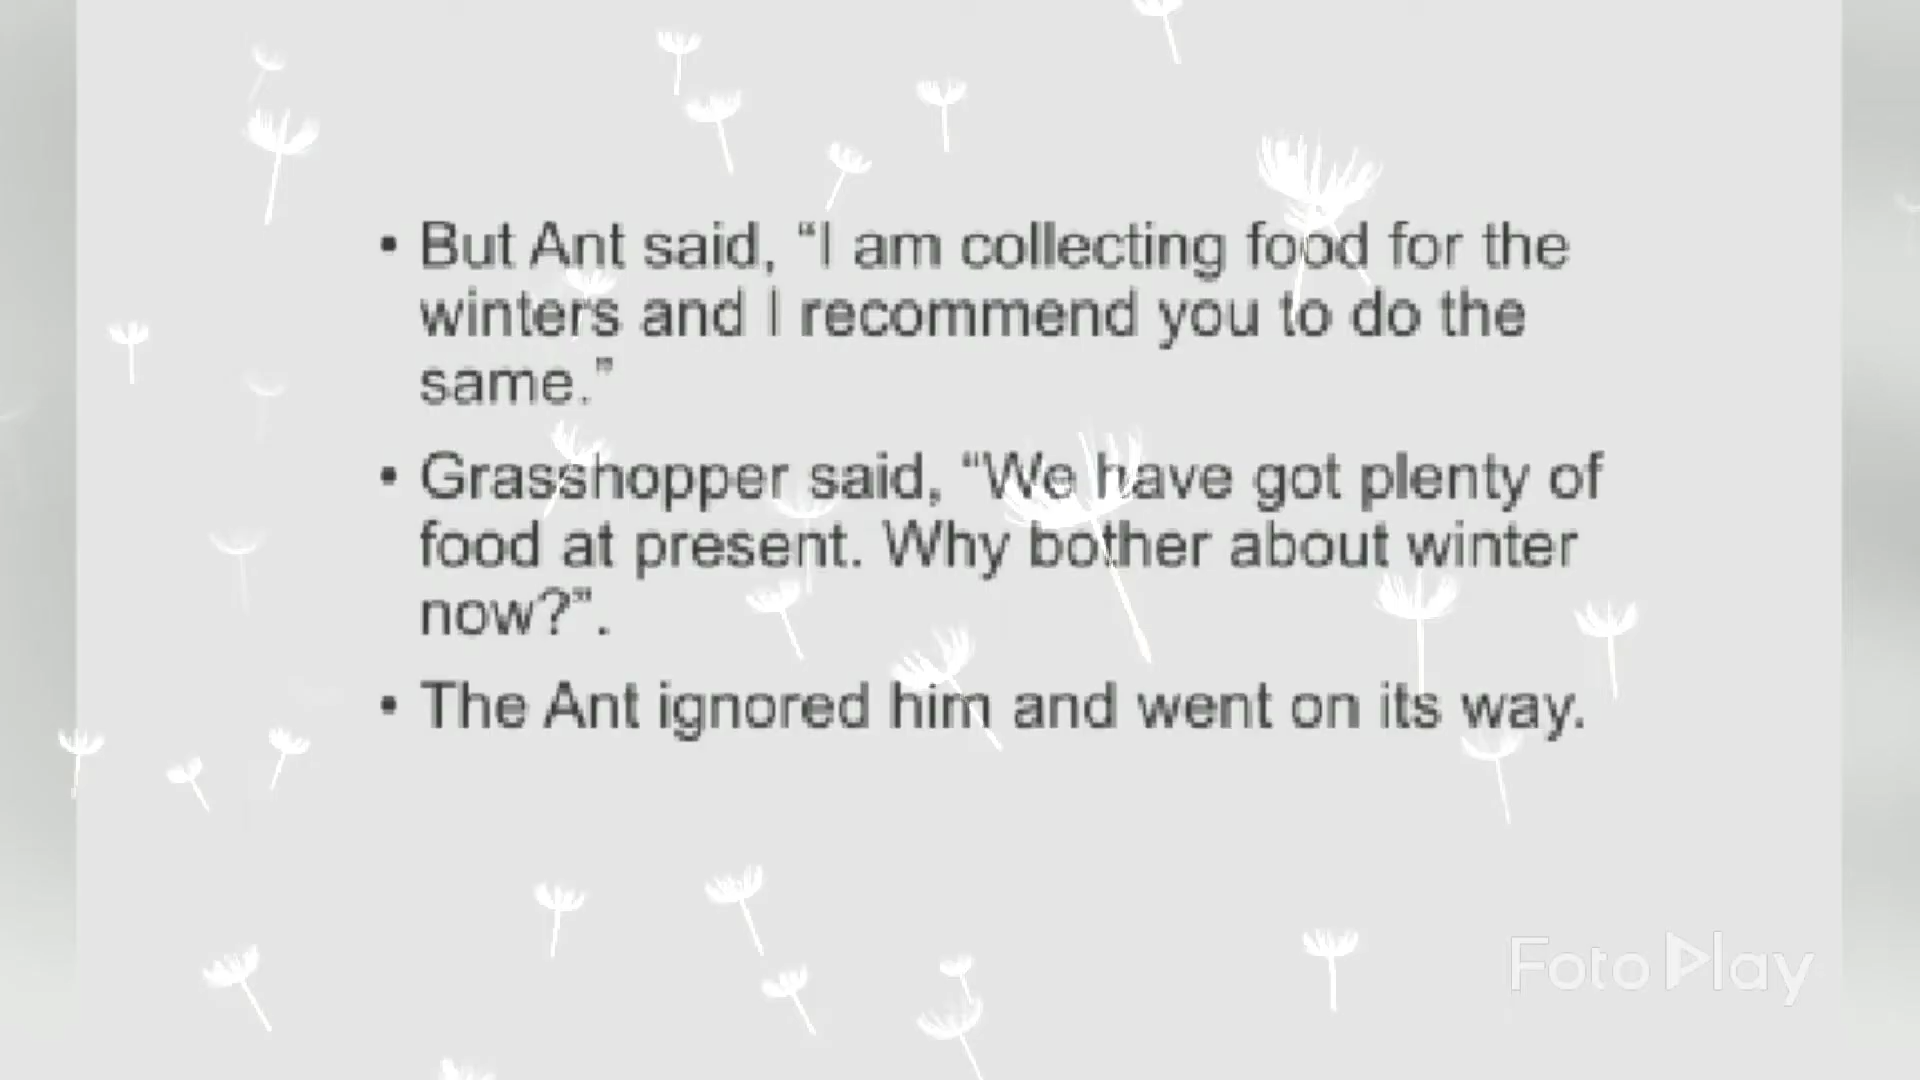 • But Ant said, “I am collecting food for the
winters and I recommend you to do the
same.”
• Grasshopper said, “We have got plenty of
food at present. Why bother about winter
now?”.
• The Ant ignored him and went on its way.
FotoPlay